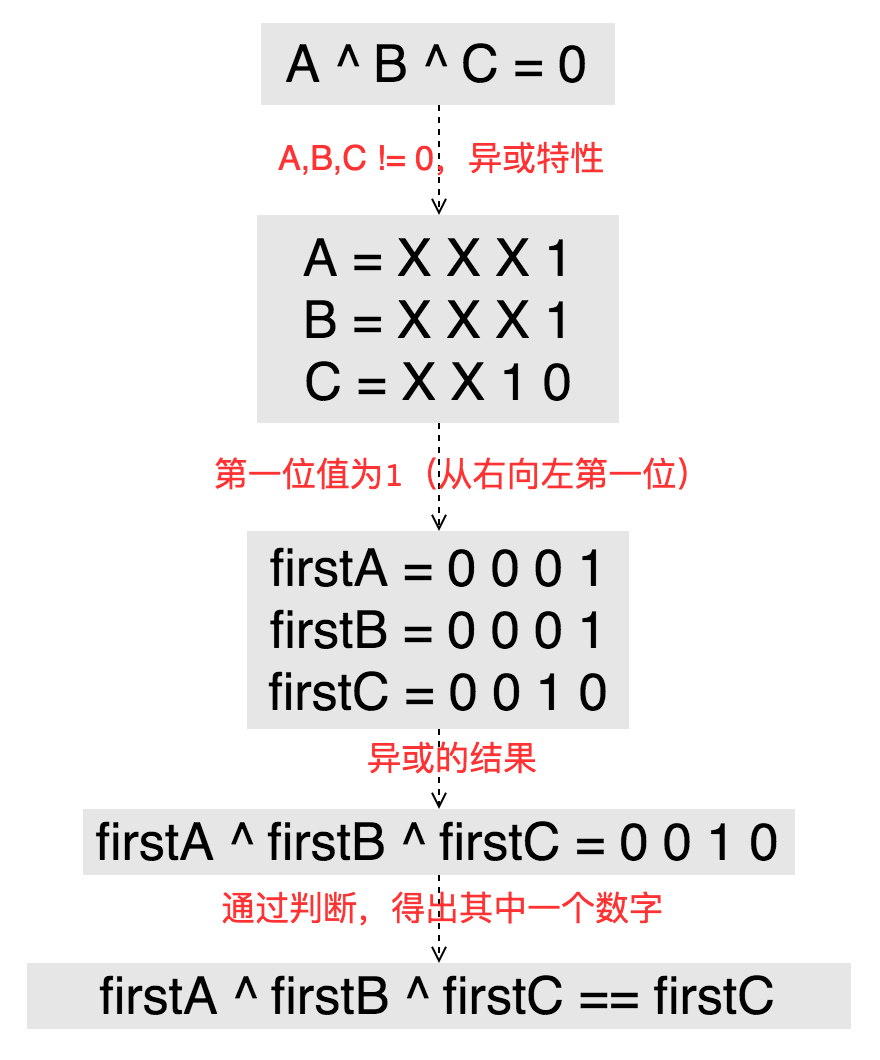 A ^ B ^ C = 0
A,B,C != 0，异或特性
A = X X X 1
B = X X X 1
C = X X 1 0
第一位值为1（从右向左第一位）
firstA = 0 0 0 1
firstB = 0 0 0 1
firstC = 0 0 1 0
异或的结果
firstA ^ firstB ^ firstC = 0 0 1 0
通过判断，得出其中一个数字
firstA ^ firstB ^ firstC == firstC